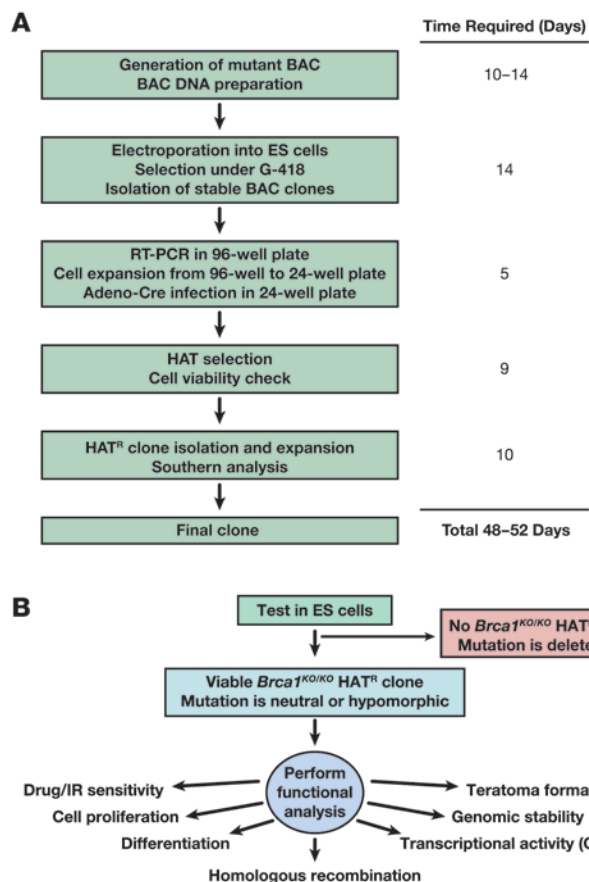 A
Time Required (Days)
Generation of mutant BAC
BAC DNA preparation
10–14
Electroporation into ES cells
Selection under G-418
Isolation of stable BAC clones
14
RT-PCR in 96-well plate
Cell expansion from 96-well to 24-well plate
Adeno-Cre infection in 24-well plate
5
HAT selection
Cell viability check
9
HATᴿ clone isolation and expansion
Southern analysis
10
Final clone
Total 48–52 Days
B
Test in ES cells
No Brca1ᴷᴼ/ᴷᴼ
Mutation is
Viable Brca1ᴷᴼ/ᴷᴼ HATᴿ clone
Mutation is neutral or hypomorphic
Perform
functional
analysis
Drug/IR sensitivity
Cell proliferation
Differentiation
Homologous recombination
Teratoma
Genomic stability
Transcriptional activity